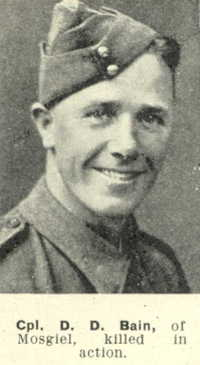 Cpl. D. D. Bain, of
Mosgiel, killed in
action.